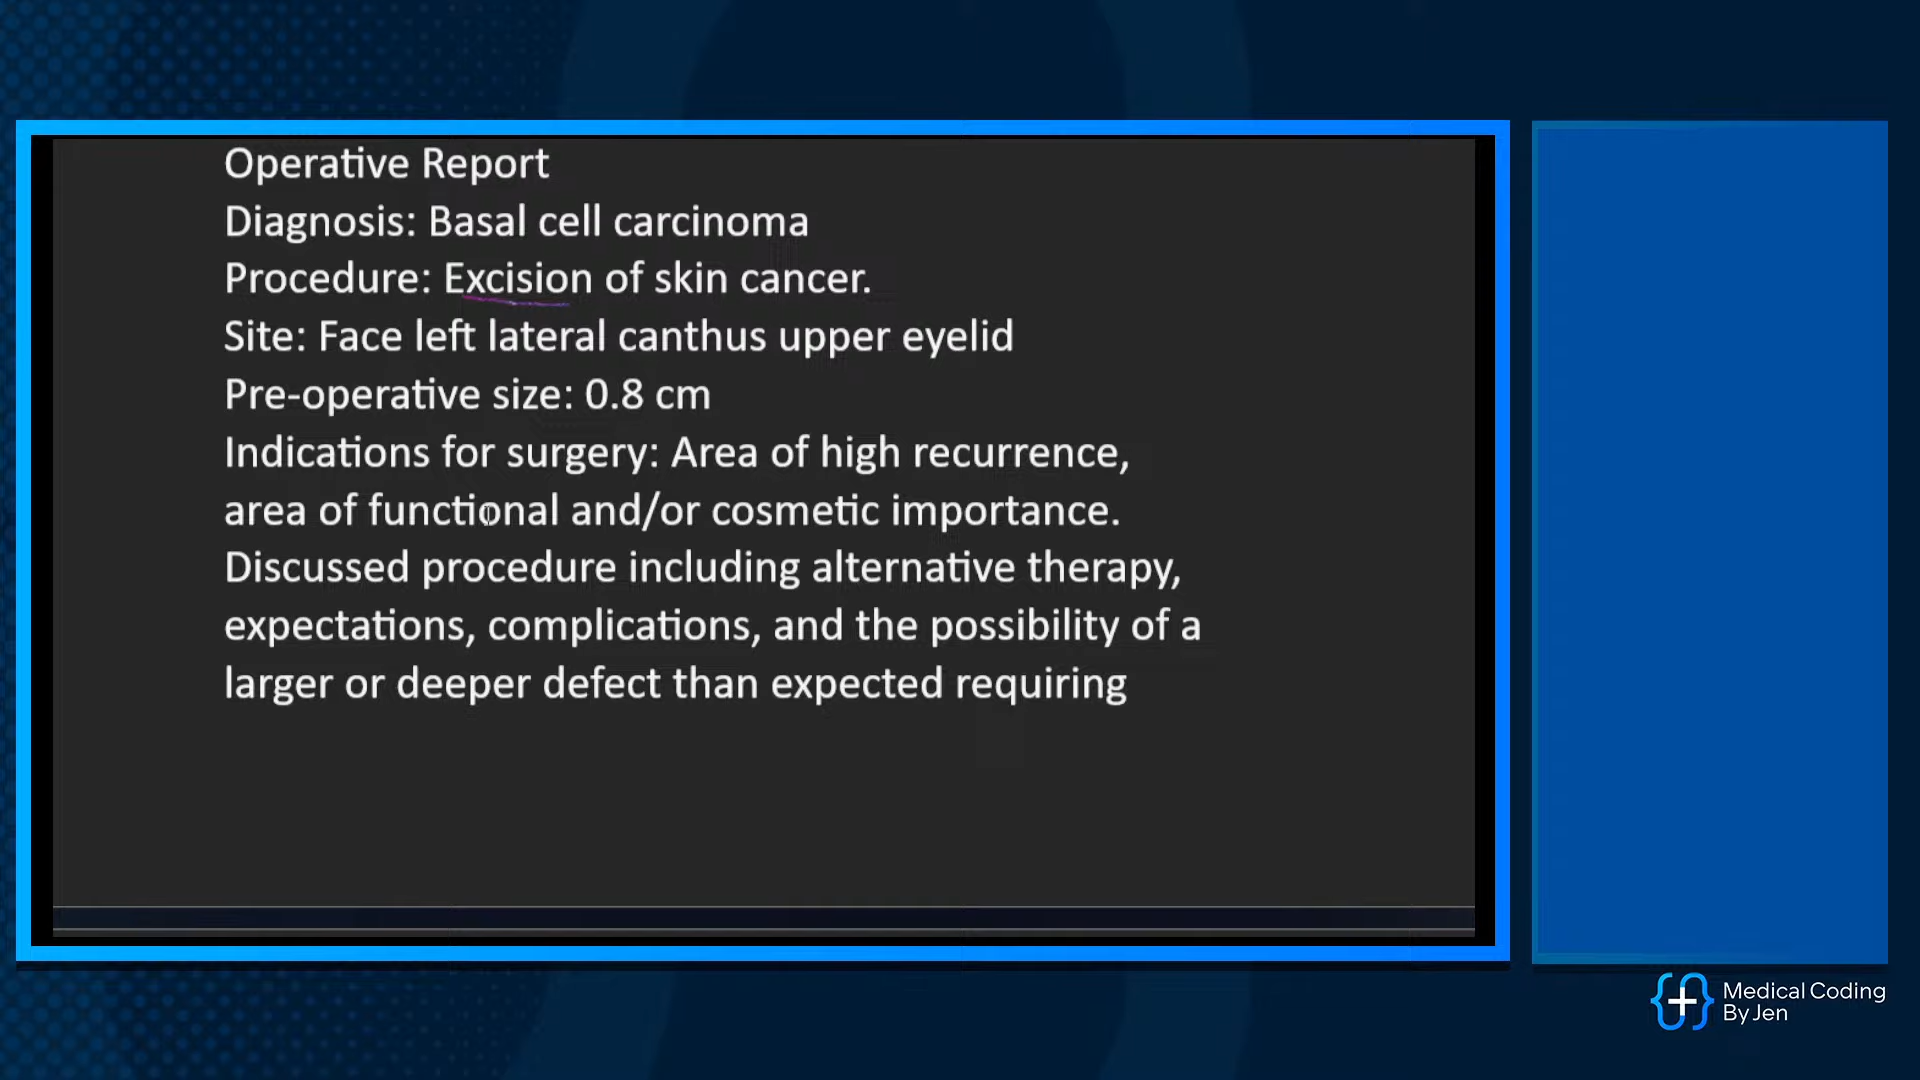 Operative Report
Diagnosis: Basal cell carcinoma
Procedure: Excision of skin cancer.
Site: Face left lateral canthus upper eyelid
Pre-operative size: 0.8 cm
Indications for surgery: Area of high recurrence,
area of functional and/or cosmetic importance.
Discussed procedure including alternative therapy,
expectations, complications, and the possibility of a
larger or deeper defect than expected requiring
Medical Coding
By Jen